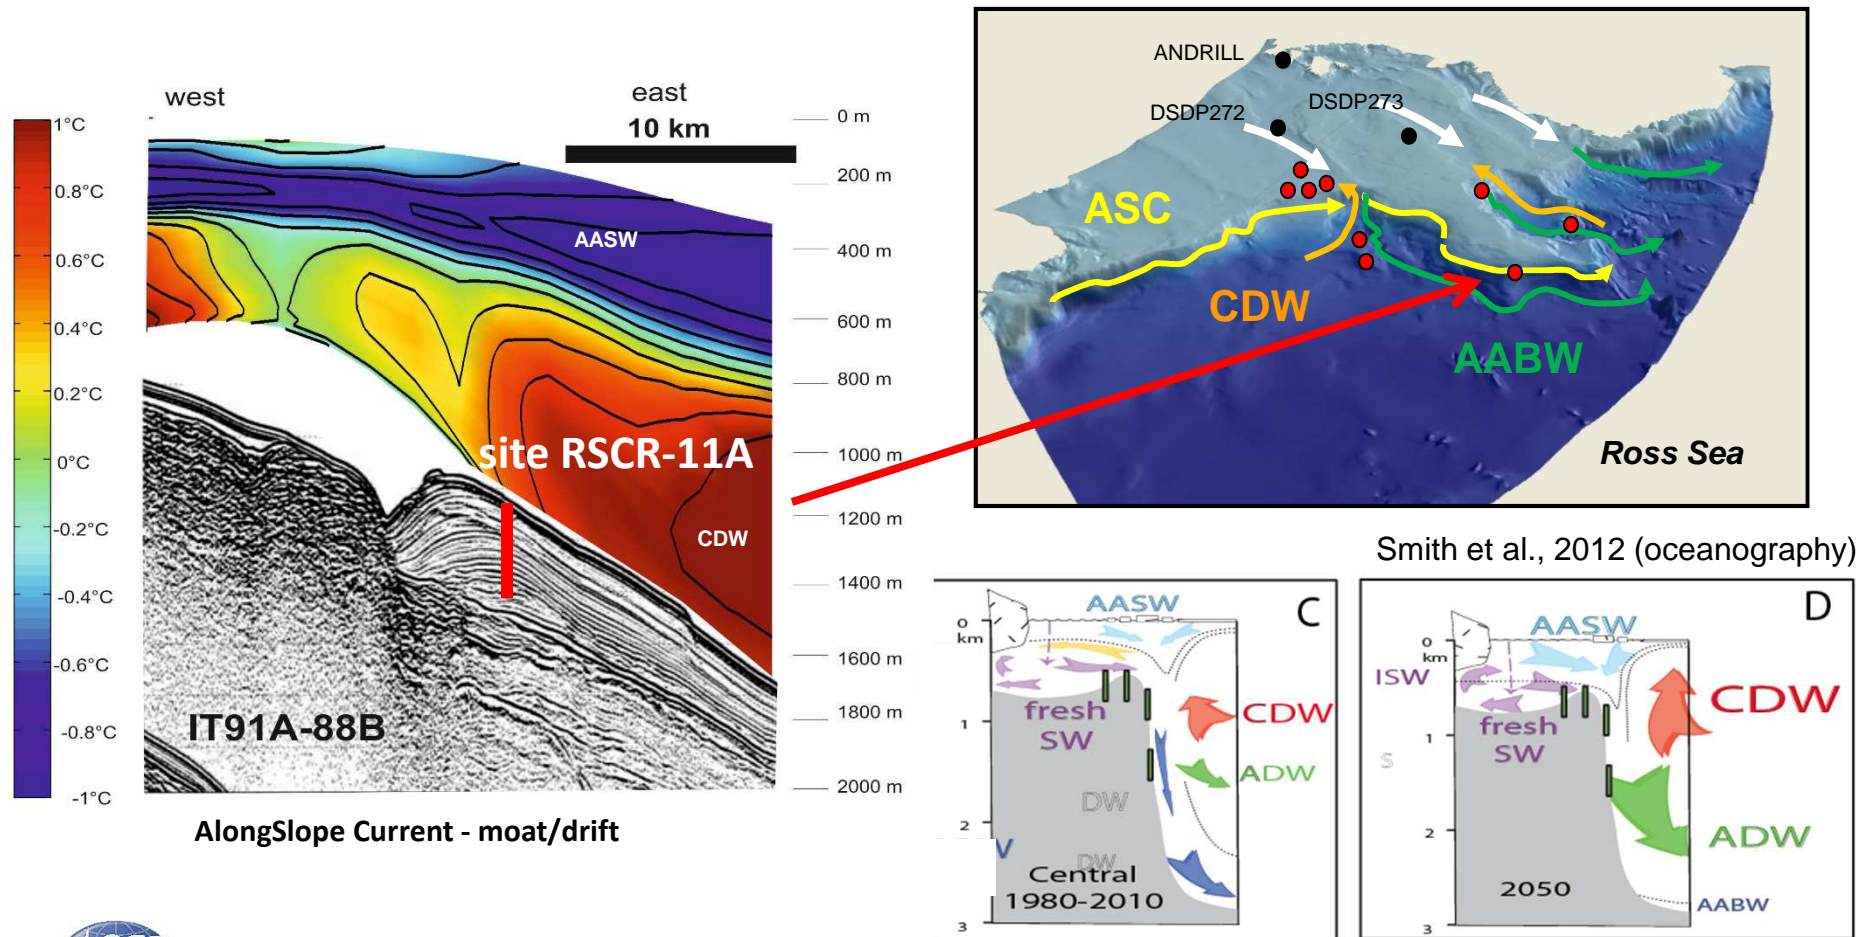 west
east
10 km
1°C
0.8°C
0.6°C
0.4°C
0.2°C
0°C
-0.2°C
-0.4°C
-0.6°C
-0.8°C
-1°C
0 m
200 m
400 m
600 m
800 m
1000 m
1200 m
1400 m
1600 m
1800 m
2000 m
AASW
site RSCR-11A
CDW
IT91A-88B
AlongSlope Current - moat/drift
ANDRILL
DSDP272
DSDP273
ASC
CDW
AABW
Ross Sea
Smith et al., 2012 (oceanography)
AASW
C
0
km
fresh
SW
CDW
1
ADW
DW
2
W
DW
Central
1980-2010
3
AASW
D
0
km
ISW
CDW
fresh
SW
1
S
2
ADW
2050
AABW
3